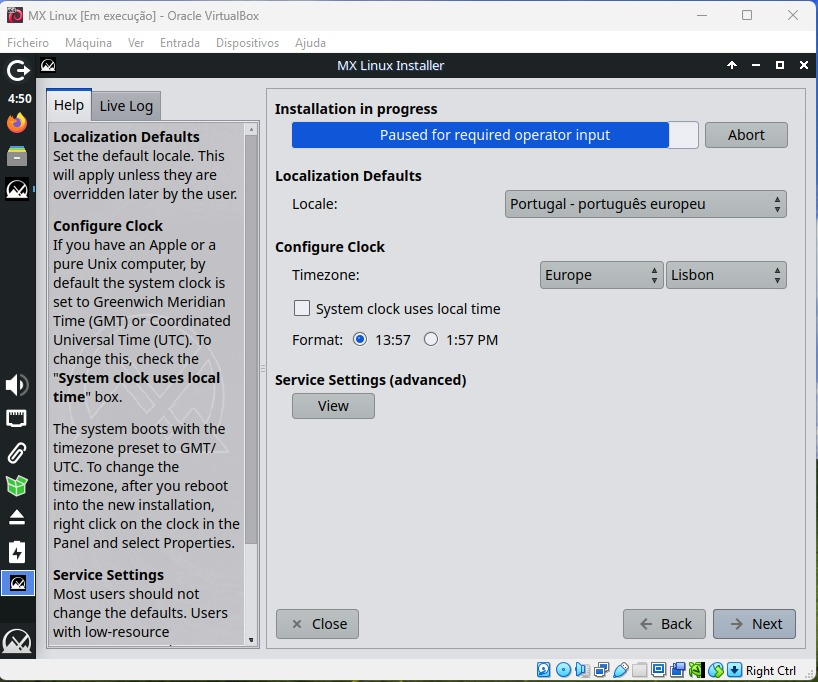 MX Linux [Em execução] - Oracle VirtualBox
Ficheiro Máquina Ver Entrada Dispositivos Ajuda
MX Linux Installer
4:50
Help Live Log
Localization Defaults
Set the default locale. This
will apply unless they are
overridden later by the user.
Configure Clock
If you have an Apple or a
pure Unix computer, by
default the system clock is
set to Greenwich Meridian
Time (GMT) or Coordinated
Universal Time (UTC). To
change this, check the
"System clock uses local
time" box.
The system boots with the
timezone preset to GMT/
UTC. To change the
timezone, after you reboot
into the new installation,
right click on the clock in the
Panel and select Properties.
Service Settings
Most users should not
change the defaults. Users
with low-resource
Installation in progress
Paused for required operator input Abort
Localization Defaults
Locale: Portugal - português europeu
Configure Clock
Timezone: Europe Lisbon
System clock uses local time
Format: 13:57 1:57 PM
Service Settings (advanced)
View
Close Back Next
Right Ctrl